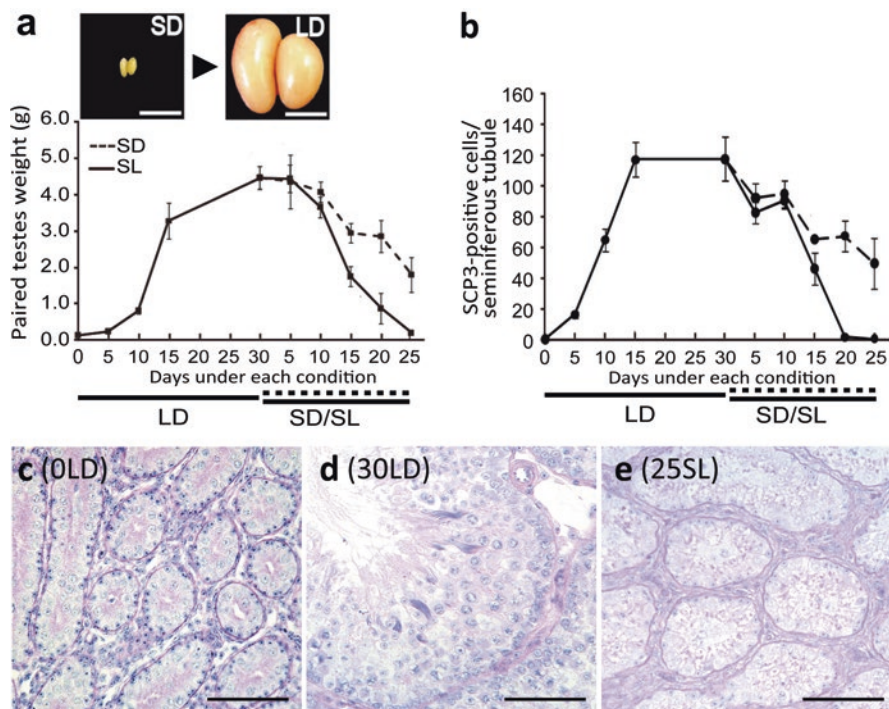 a
SD
LD
Paired testes weight (g)
6.0
5.0
4.0
3.0
2.0
1.0
0.0
SD
SL
0 5 10 15 20 25 30 5 10 15 20 25
Days under each condition
LD
SD/SL
b
SCP3-positive cells/
seminiferous tubule
160
140
120
100
80
60
40
20
0
0 5 10 15 20 25 30 5 10 15 20 25
Days under each condition
LD
SD/SL
c (0LD)
d (30LD)
e (25SL)